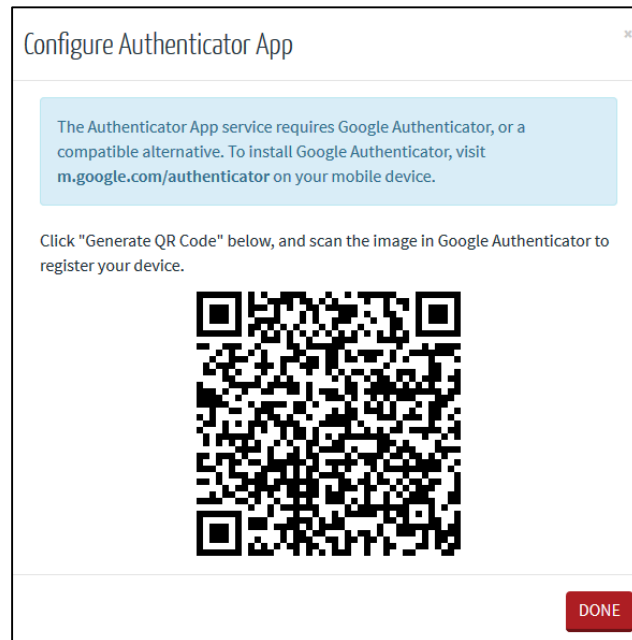 Configure Authenticator App
×
The Authenticator App service requires Google Authenticator, or a
compatible alternative. To install Google Authenticator, visit
m.google.com/authenticator on your mobile device.
Click "Generate QR Code" below, and scan the image in Google Authenticator to
register your device.
DONE